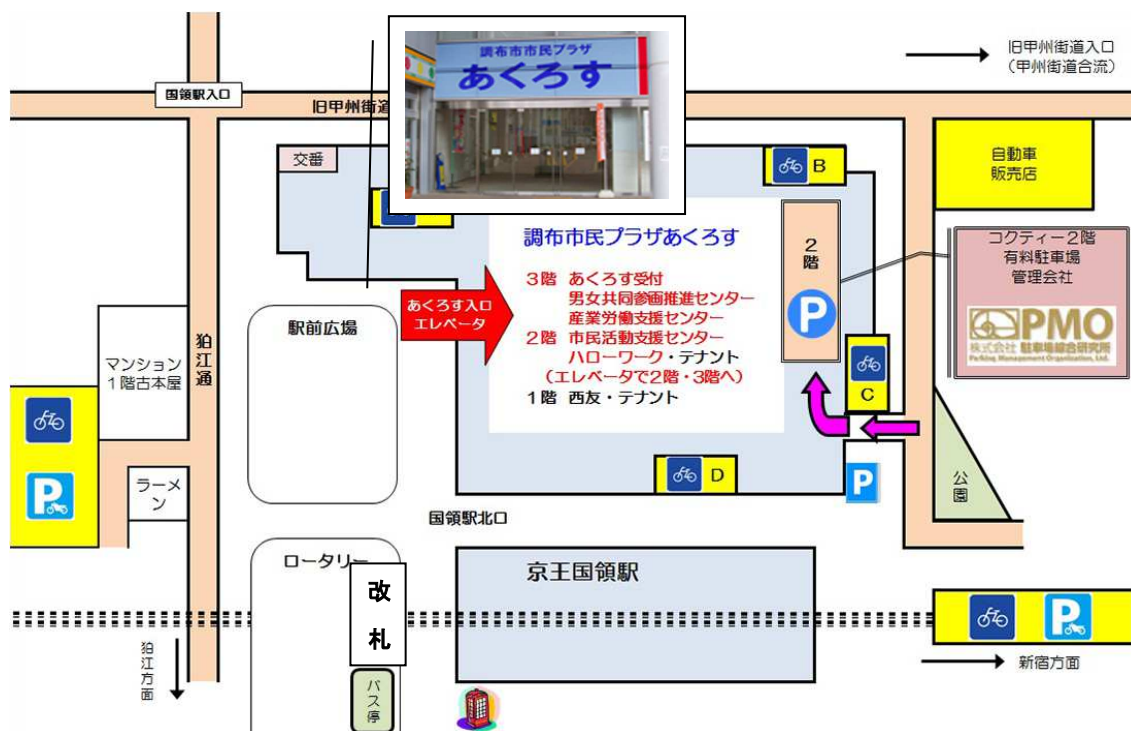 調布市市民プラザ
あくろす
旧甲州街道入口
(甲州街道合流)
国領駅入口
旧甲州街道
交番
B
自動車
販売店
調布市民プラザあくろす
3階 あくろす受付
男女共同参画推進センター
産業労働支援センター
2階 市民活動支援センター
ハローワーク・テナント
(エレベータで2階・3階へ)
1階 西友・テナント
2階
P
コクティー2階
有料駐車場
管理会社
PMO
株式会社 駐車場綜合研究所
Parking Management Organization, Ltd.
あくろす入口
エレベータ
駅前広場
狛江通
マンション
1階古本屋
C
P
ラーメン
D
P
公園
国領駅北口
ロータリー
改札
京王国領駅
狛江方面
バス停
P
新宿方面